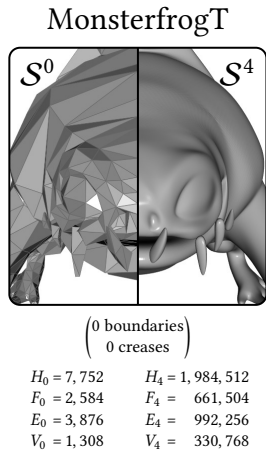 MonsterfrogT
S⁰ S⁴
(0 boundaries
0 creases)
H₀ = 7, 752 H₄ = 1, 984, 512
F₀ = 2, 584 F₄ = 661, 504
E₀ = 3, 876 E₄ = 992, 256
V₀ = 1, 308 V₄ = 330, 768